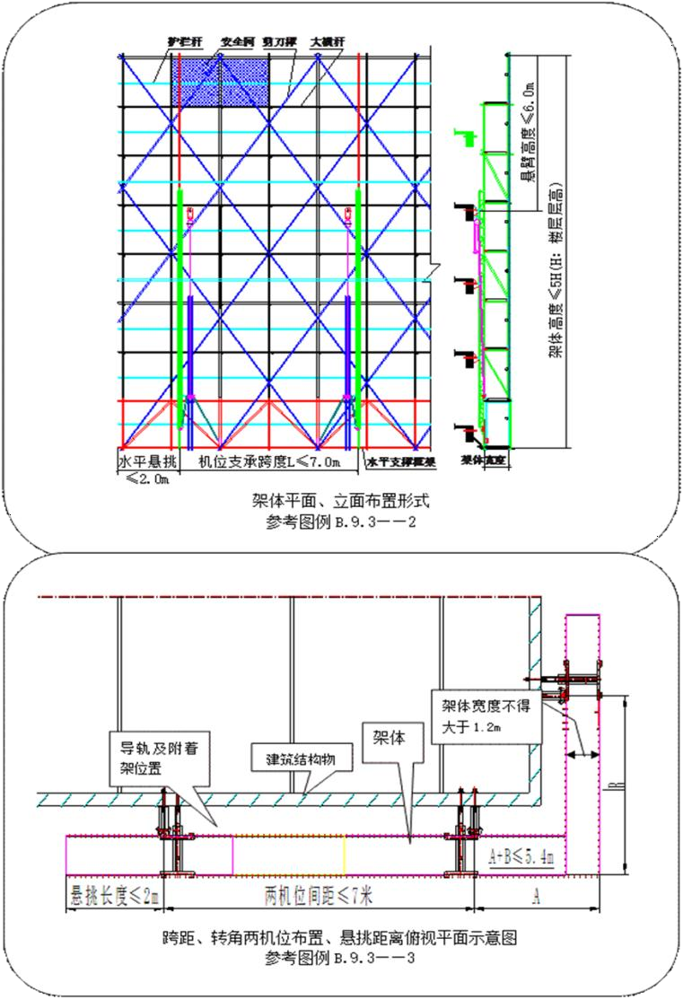 护栏杆 安全网 剪刀撑 大横杆
悬臂高度≤6.0m
架体高度≤5H(H: 楼层层高)
水平悬挑
≤2.0m
机位支承跨度L≤7.0m
水平支撑框架
架体宽度
架体平面、立面布置形式
参考图例 B.9.3——2
架体宽度不得
大于1.2m
架体
导轨及附着
架位置
建筑结构物
B
A+B≤5.4m
悬挑长度≤2m
两机位间距≤7米
A
跨距、转角两机位布置、悬挑距离俯视平面示意图
参考图例 B.9.3——3